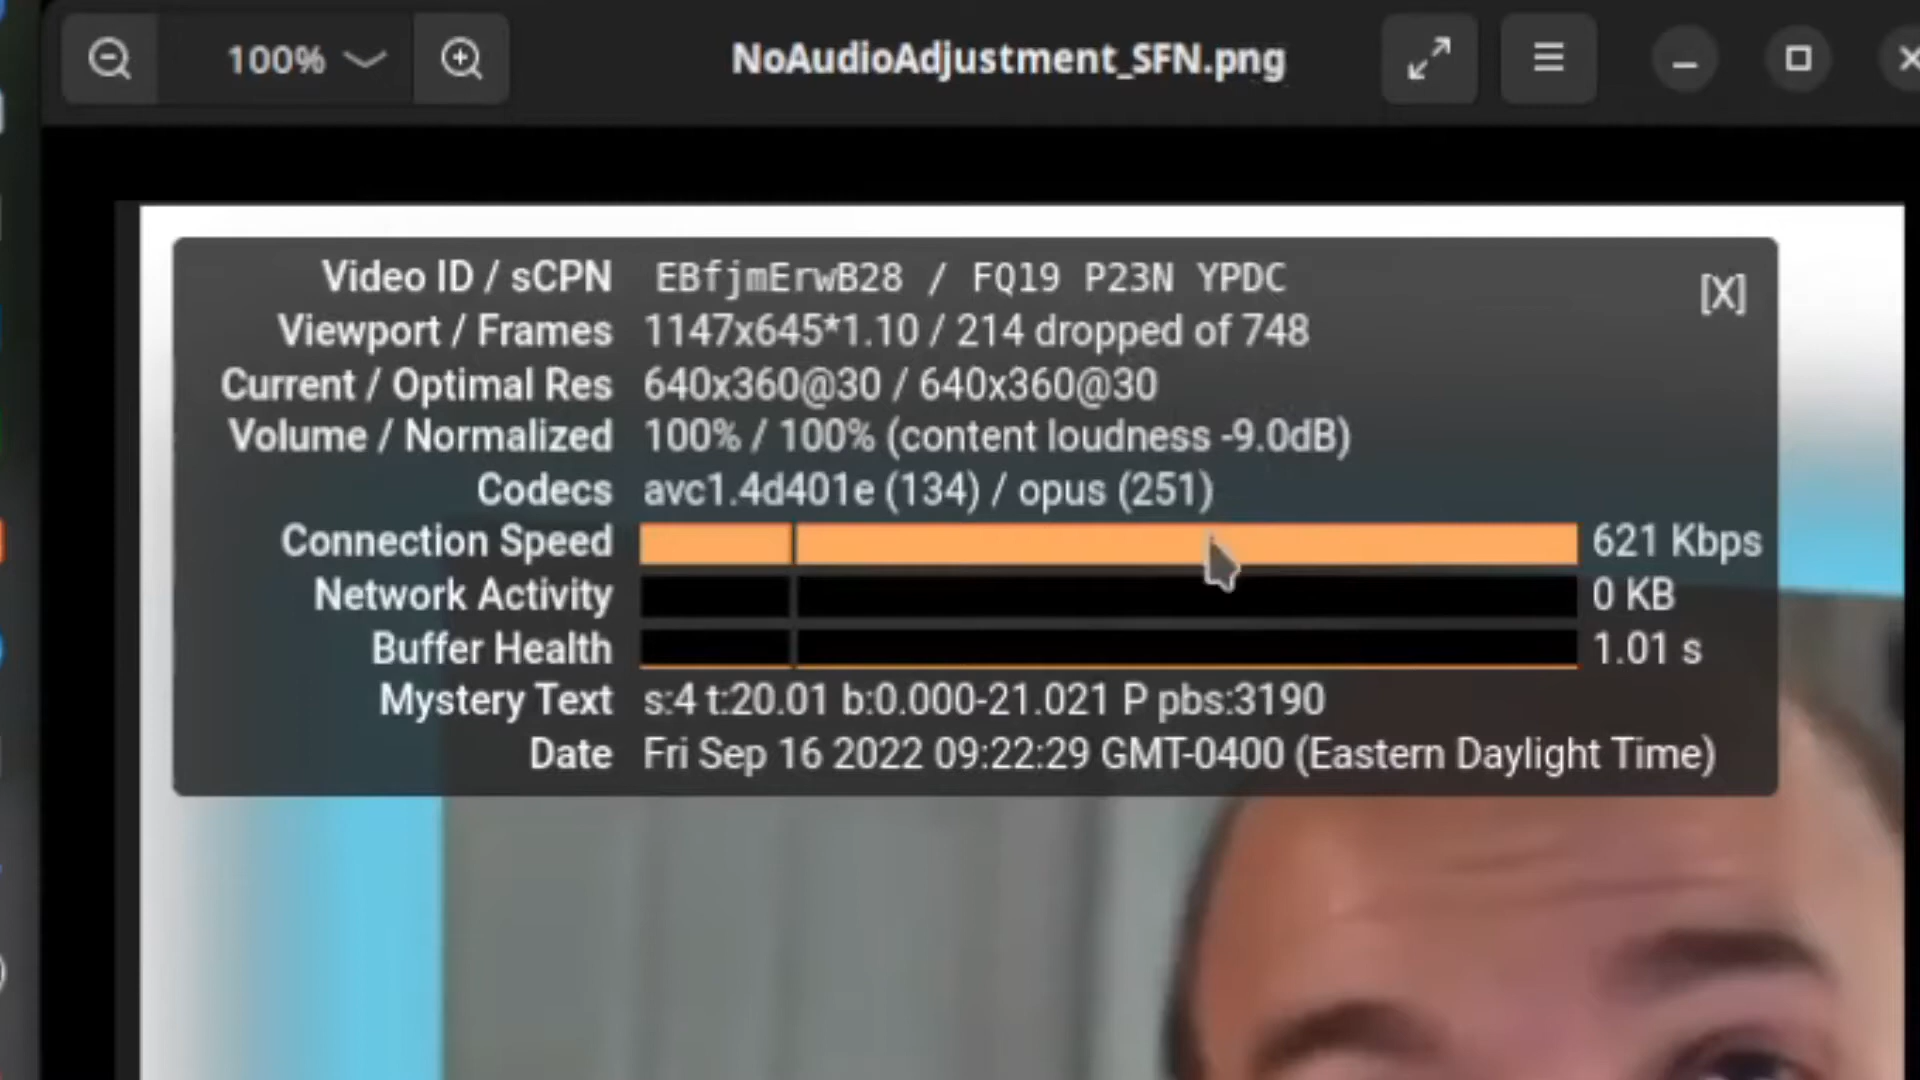 100%
NoAudioAdjustment_SFN.png
Video ID / sCPN EBfjmErwB28 / FQ19 P23N YPDC
[X]
Viewport / Frames 1147x645*1.10 / 214 dropped of 748
Current / Optimal Res 640x360@30 / 640x360@30
Volume / Normalized 100% / 100% (content loudness -9.0dB)
Codecs avc1.4d401e (134) / opus (251)
Connection Speed 621 Kbps
Network Activity 0 KB
Buffer Health 1.01 s
Mystery Text s:4 t:20.01 b:0.000-21.021 P pbs:3190
Date Fri Sep 16 2022 09:22:29 GMT-0400 (Eastern Daylight Time)